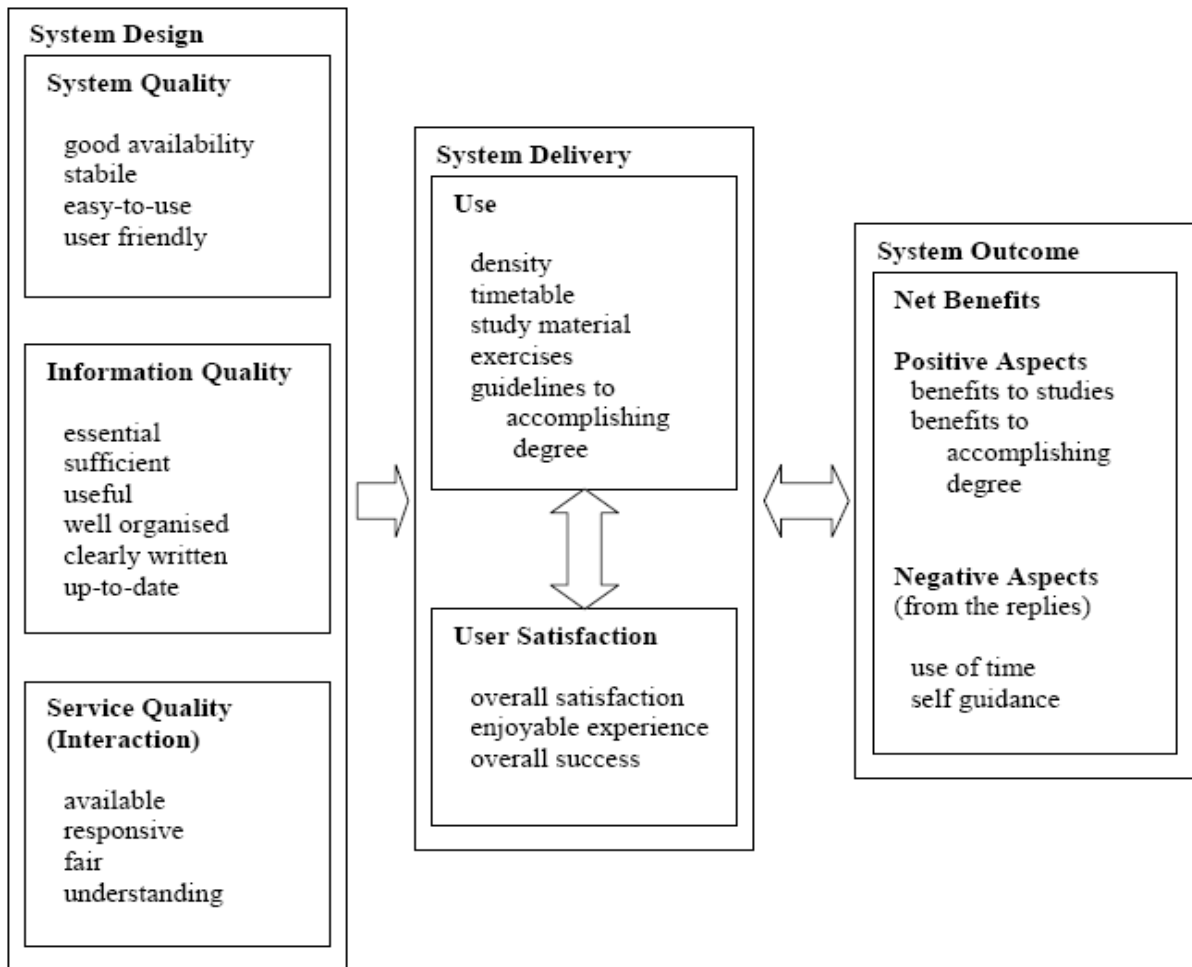 System Design
System Quality
good availability
stabile
easy-to-use
user friendly
Information Quality
essential
sufficient
useful
well organised
clearly written
up-to-date
Service Quality
(Interaction)
available
responsive
fair
understanding
System Delivery
Use
density
timetable
study material
exercises
guidelines to
accomplishing
degree
User Satisfaction
overall satisfaction
enjoyable experience
overall success
System Outcome
Net Benefits
Positive Aspects
benefits to studies
benefits to
accomplishing
degree
Negative Aspects
(from the replies)
use of time
self guidance